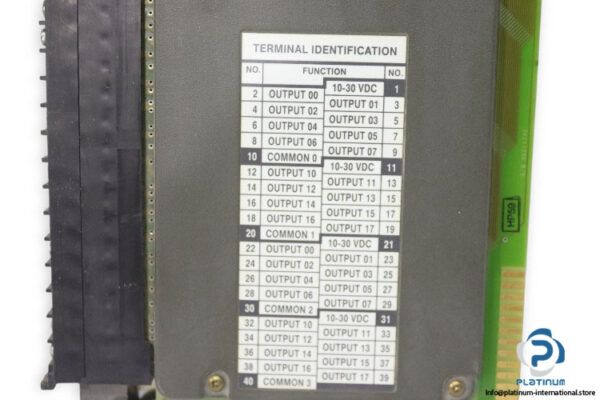 TERMINAL IDENTIFICATION
NO. FUNCTION NO.
10-30 VDC 1
2 OUTPUT 00
OUTPUT 01 3
4 OUTPUT 02
OUTPUT 03 5
6 OUTPUT 04
OUTPUT 05 7
8 OUTPUT 06
OUTPUT 07 9
10 COMMON 0
10-30 VDC 11
12 OUTPUT 10
OUTPUT 11 13
14 OUTPUT 12
OUTPUT 13 15
16 OUTPUT 14
OUTPUT 15 17
18 OUTPUT 16
OUTPUT 17 19
20 COMMON 1
10-30 VDC 21
22 OUTPUT 00
OUTPUT 01 23
24 OUTPUT 02
OUTPUT 03 25
26 OUTPUT 04
OUTPUT 05 27
28 OUTPUT 06
OUTPUT 07 29
30 COMMON 2
10-30 VDC 31
32 OUTPUT 10
OUTPUT 11 33
34 OUTPUT 12
OUTPUT 13 35
36 OUTPUT 14
OUTPUT 15 37
38 OUTPUT 16
OUTPUT 17 39
40 COMMON 3
HP59
PLATINUM
info@platinum-international.store